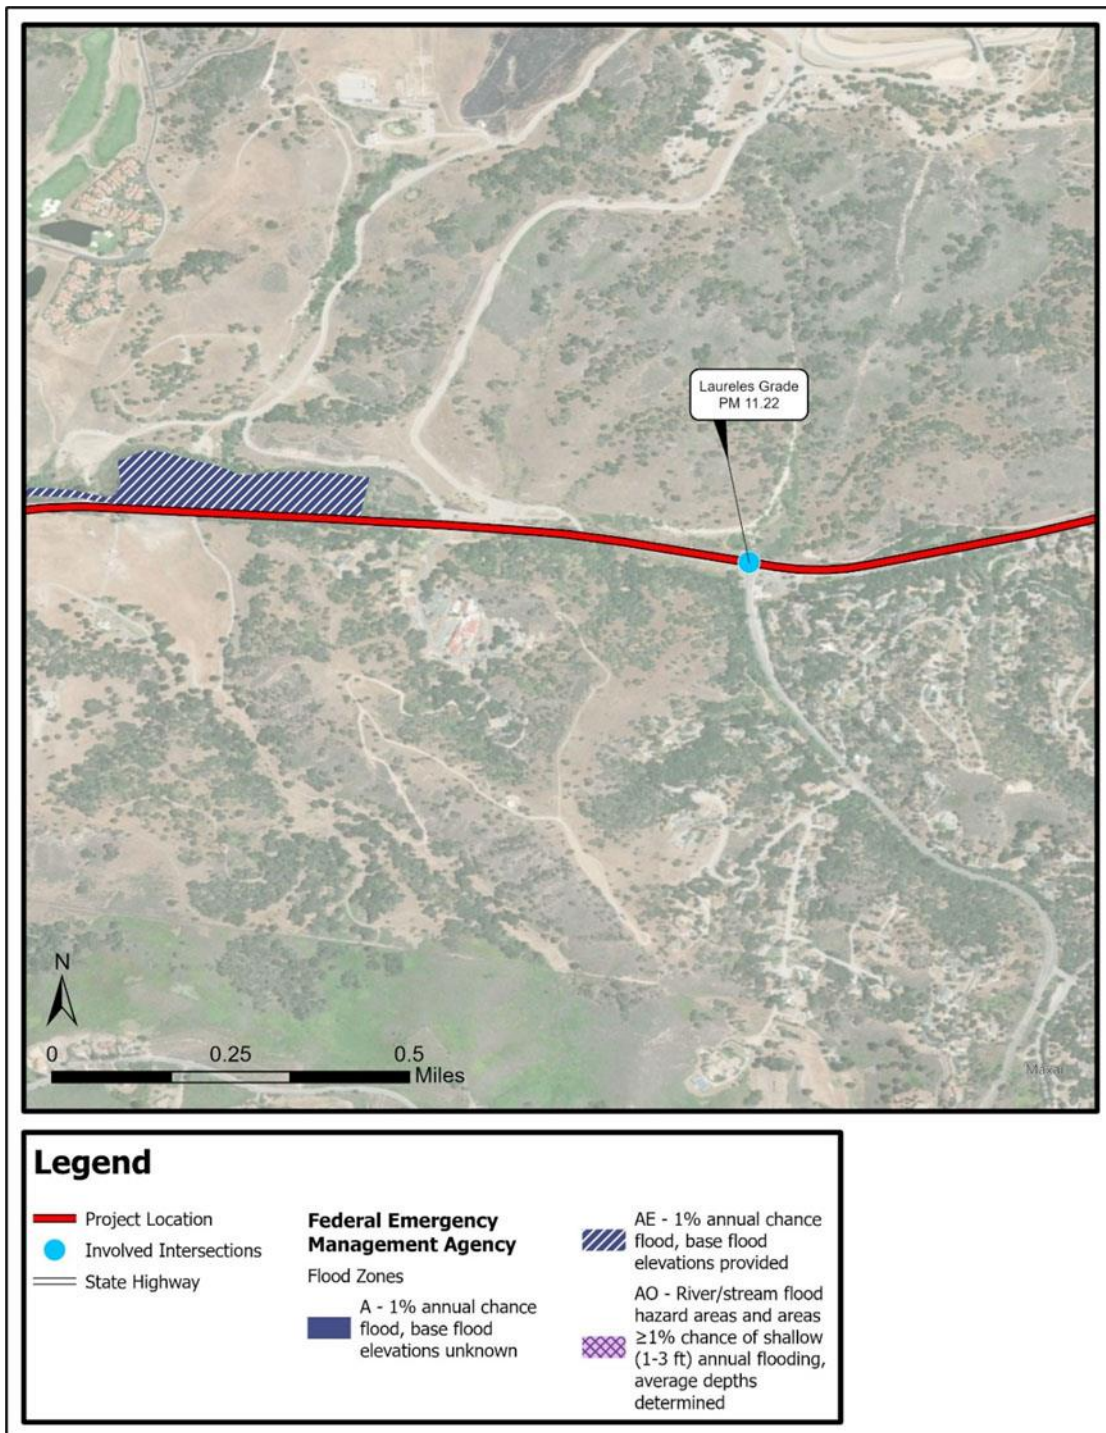 Laureles Grade
PM 11.22
N
0 0.25 0.5
Miles
Maxar
Legend
Project Location
Involved Intersections
State Highway
Federal Emergency
Management Agency
Flood Zones
A - 1% annual chance
flood, base flood
elevations unknown
AE - 1% annual chance
flood, base flood
elevations provided
AO - River/stream flood
hazard areas and areas
≥1% chance of shallow
(1-3 ft) annual flooding,
average depths
determined